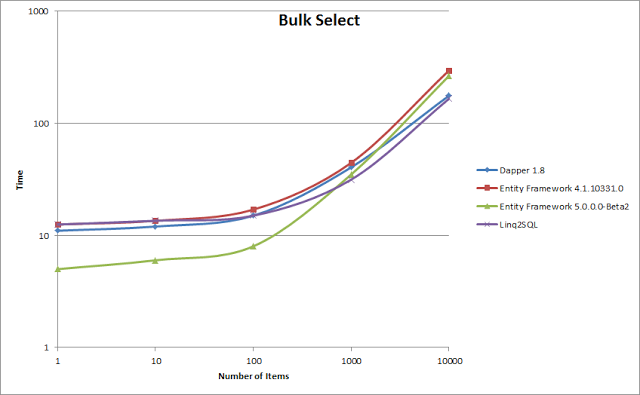 Bulk Select
1000
100
10
1
Time
1
10
100
1000
10000
Number of Items
Dapper 1.8
Entity Framework 4.1.10331.0
Entity Framework 5.0.0.0-Beta2
Linq2SQL